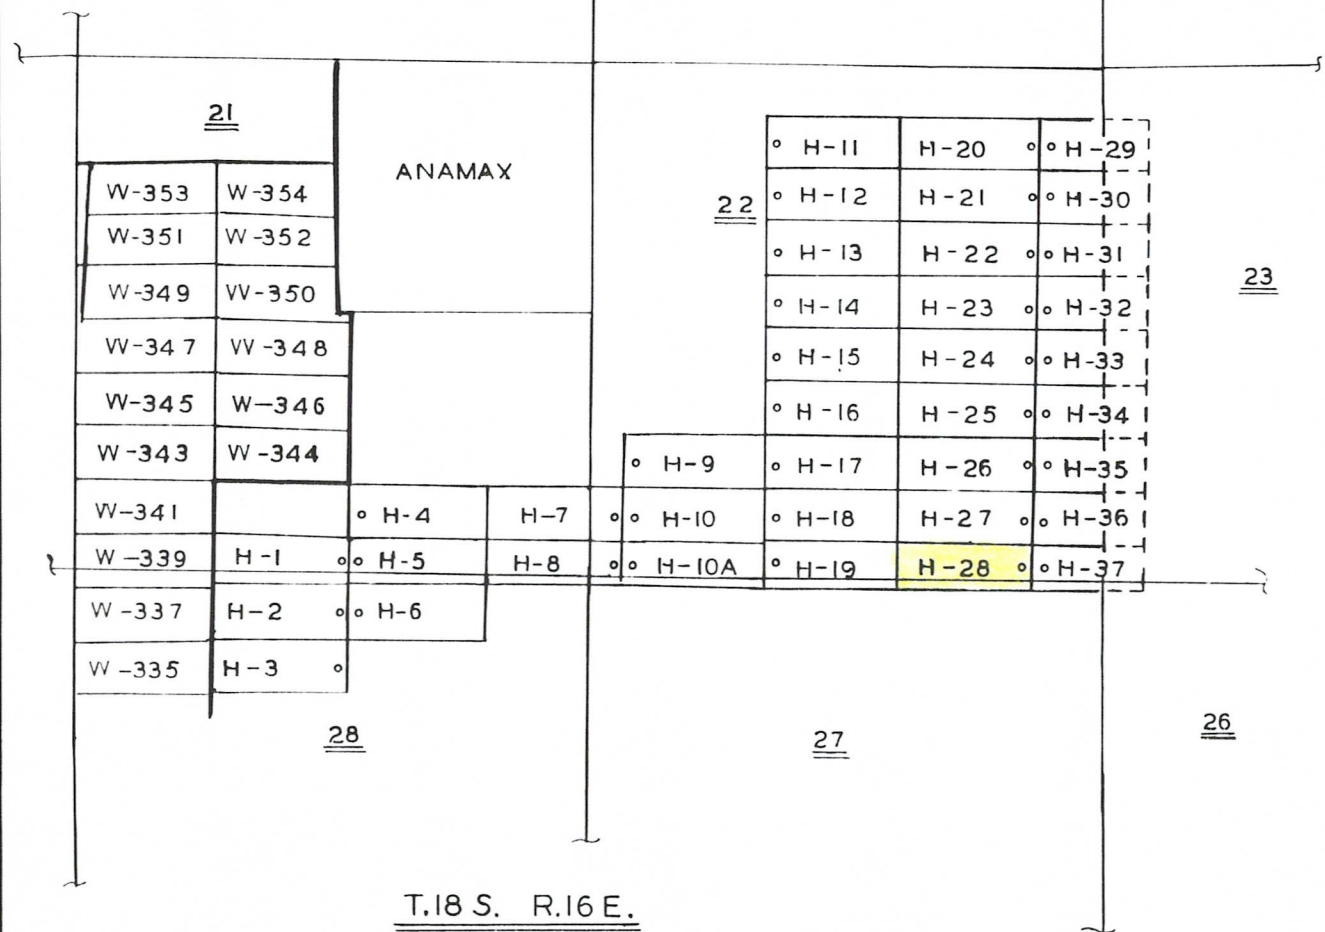 21
ANAMAX
H-11 H-20 H-29
W-353 W-354
22
H-12 H-21 H-30
W-351 W-352
H-13 H-22 H-31
23
W-349 W-350
H-14 H-23 H-32
W-347 W-348
H-15 H-24 H-33
W-345 W-346
H-16 H-25 H-34
W-343 W-344
H-9 H-17 H-26 H-35
W-341 H-4 H-7 H-10 H-18 H-27 H-36
W-339 H-1 H-5 H-8 H-10A H-19 H-28 H-37
W-337 H-2 H-6
W-335 H-3
28
27
26
T.18 S. R.16 E.